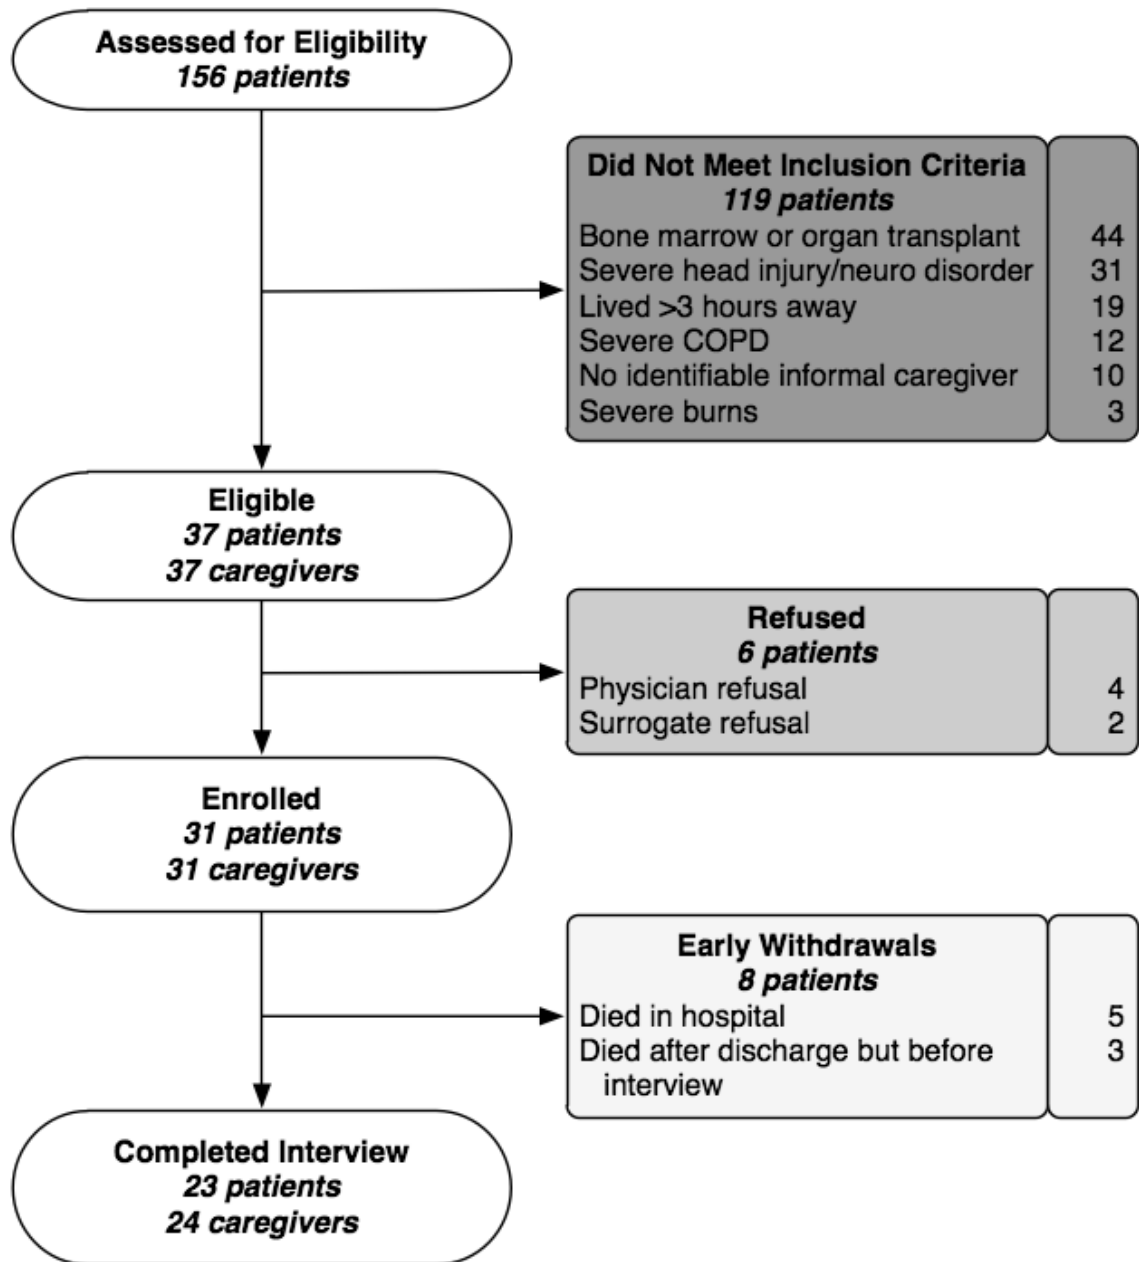 Assessed for Eligibility
156 patients
Did Not Meet Inclusion Criteria
119 patients
Bone marrow or organ transplant 44
Severe head injury/neuro disorder 31
Lived >3 hours away 19
Severe COPD 12
No identifiable informal caregiver 10
Severe burns 3
Eligible
37 patients
37 caregivers
Refused
6 patients
Physician refusal 4
Surrogate refusal 2
Enrolled
31 patients
31 caregivers
Early Withdrawals
8 patients
Died in hospital 5
Died after discharge but before 3
interview
Completed Interview
23 patients
24 caregivers